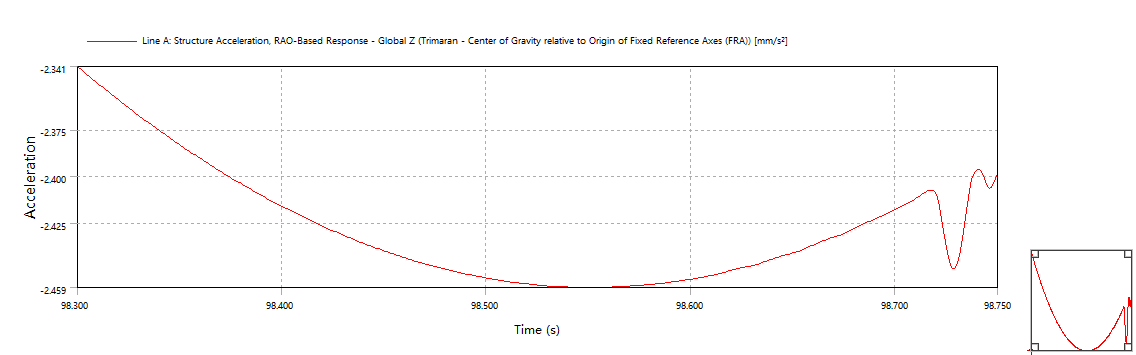 Line A: Structure Acceleration, RAO-Based Response - Global Z (Trimaran - Center of Gravity relative to Origin of Fixed Reference Axes (FRA)) [mm/s²]
-2.341
-2.375
-2.400
-2.425
-2.459
Acceleration
98.300 98.400 98.500 98.600 98.700 98.750
Time (s)